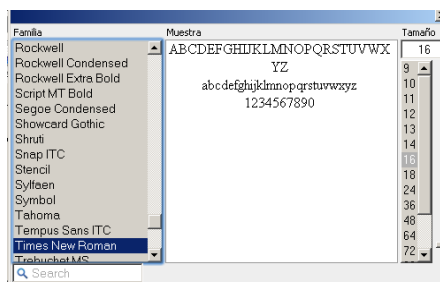 Familia
Muestra
Tamaño
Rockwell
Rockwell Condensed
Rockwell Extra Bold
Script MT Bold
Segoe Condensed
Showcard Gothic
Shruti
Snap ITC
Stencil
Sylfaen
Symbol
Tahoma
Tempus Sans ITC
Times New Roman
Trebuchet MS
Search
ABCDEFGHIJKLMNOPQRSTUVWX
YZ
abcdefghijklmnopqrstuvwxyz
1234567890
16
9
10
11
12
13
14
16
18
24
36
48
64
72